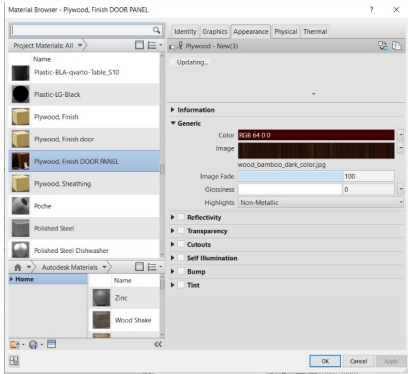 Material Browser - Plywood, Finish DOOR PANEL
?
Project Materials: All
Name
Plastic-BLA-qvarto-Table_S10
Plastic-LG-Black
Plywood, Finish
Plywood, Finish door
Plywood, Finish DOOR PANEL
Plywood, Sheathing
Poche
Polished Steel
Polished Steel Dishwasher
Autodesk Materials
Home
Name
Zinc
Wood Shake
Identity Graphics Appearance Physical Thermal
Plywood - New(3)
Updating...
Information
Generic
Color RGB 64 0 0
Image
wood_bamboo_dark_color.jpg
Image Fade 100
Glossiness 0
Highlights Non-Metallic
Reflectivity
Transparency
Cutouts
Self Illumination
Bump
Tint
OK Cancel Apply